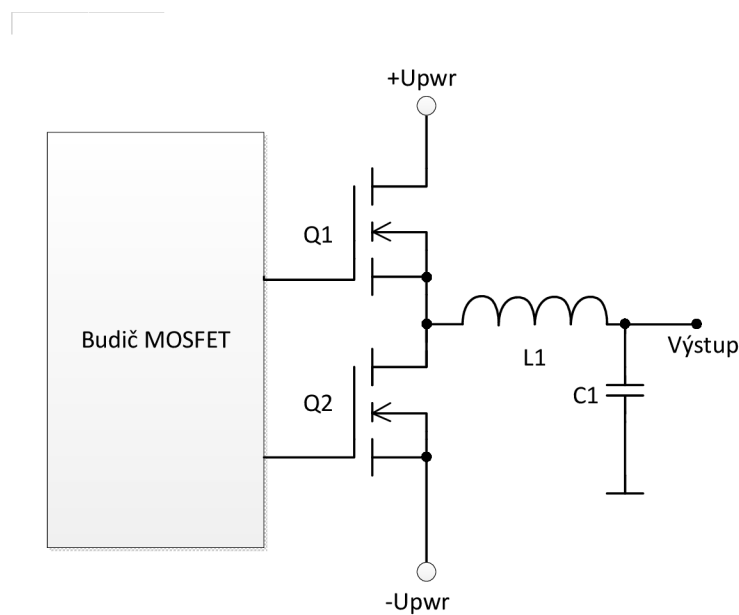 +Upwr
Q1
Budič MOSFET
L1
Výstup
Q2
C1
-Upwr